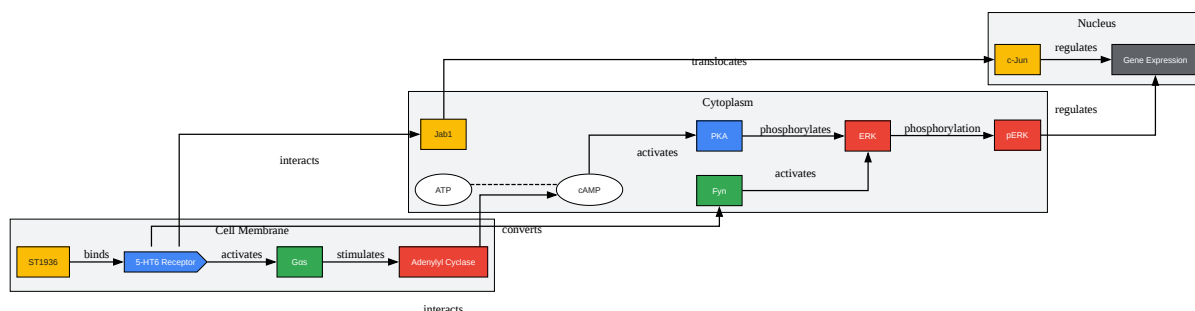 Nucleus
c-Jun
regulates
Gene Expression
translocates
Cytoplasm
Jab1
PKA
phosphorylates
ERK
phosphorylation
pERK
regulates
interacts
activates
ATP
cAMP
Fyn
activates
Cell Membrane
converts
ST1936
binds
5-HT6 Receptor
activates
Gαs
stimulates
Adenylyl Cyclase
interacts